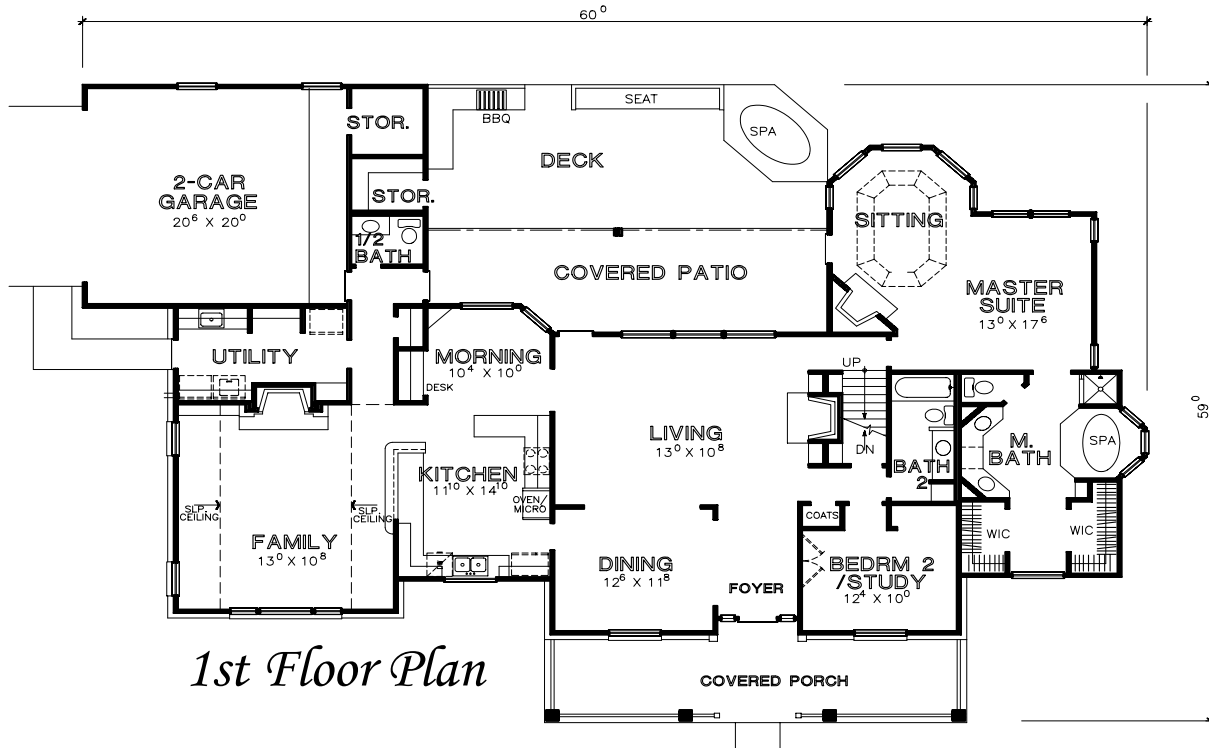 60⁰
SEAT
BBQ
SPA
STOR.
DECK
2-CAR
GARAGE
20⁶ X 20⁰
STOR.
SITTING
1/2
BATH
COVERED PATIO
MASTER
SUITE
13⁰ X 17⁶
UTILITY
MORNING
10⁴ X 10⁰
DESK
UP
59⁰
LIVING
13⁰ X 10⁸
DN
M.
BATH
SPA
KITCHEN
11¹⁰ X 14¹⁰
BATH
2
OVEN/
MICRO
SLP.
CEILING
SLP.
CEILING
COATS
FAMILY
13⁰ X 10⁸
WIC
WIC
DINING
12⁶ X 11⁸
FOYER
BEDRM 2
/STUDY
12⁴ X 10⁰
1st Floor Plan
COVERED PORCH